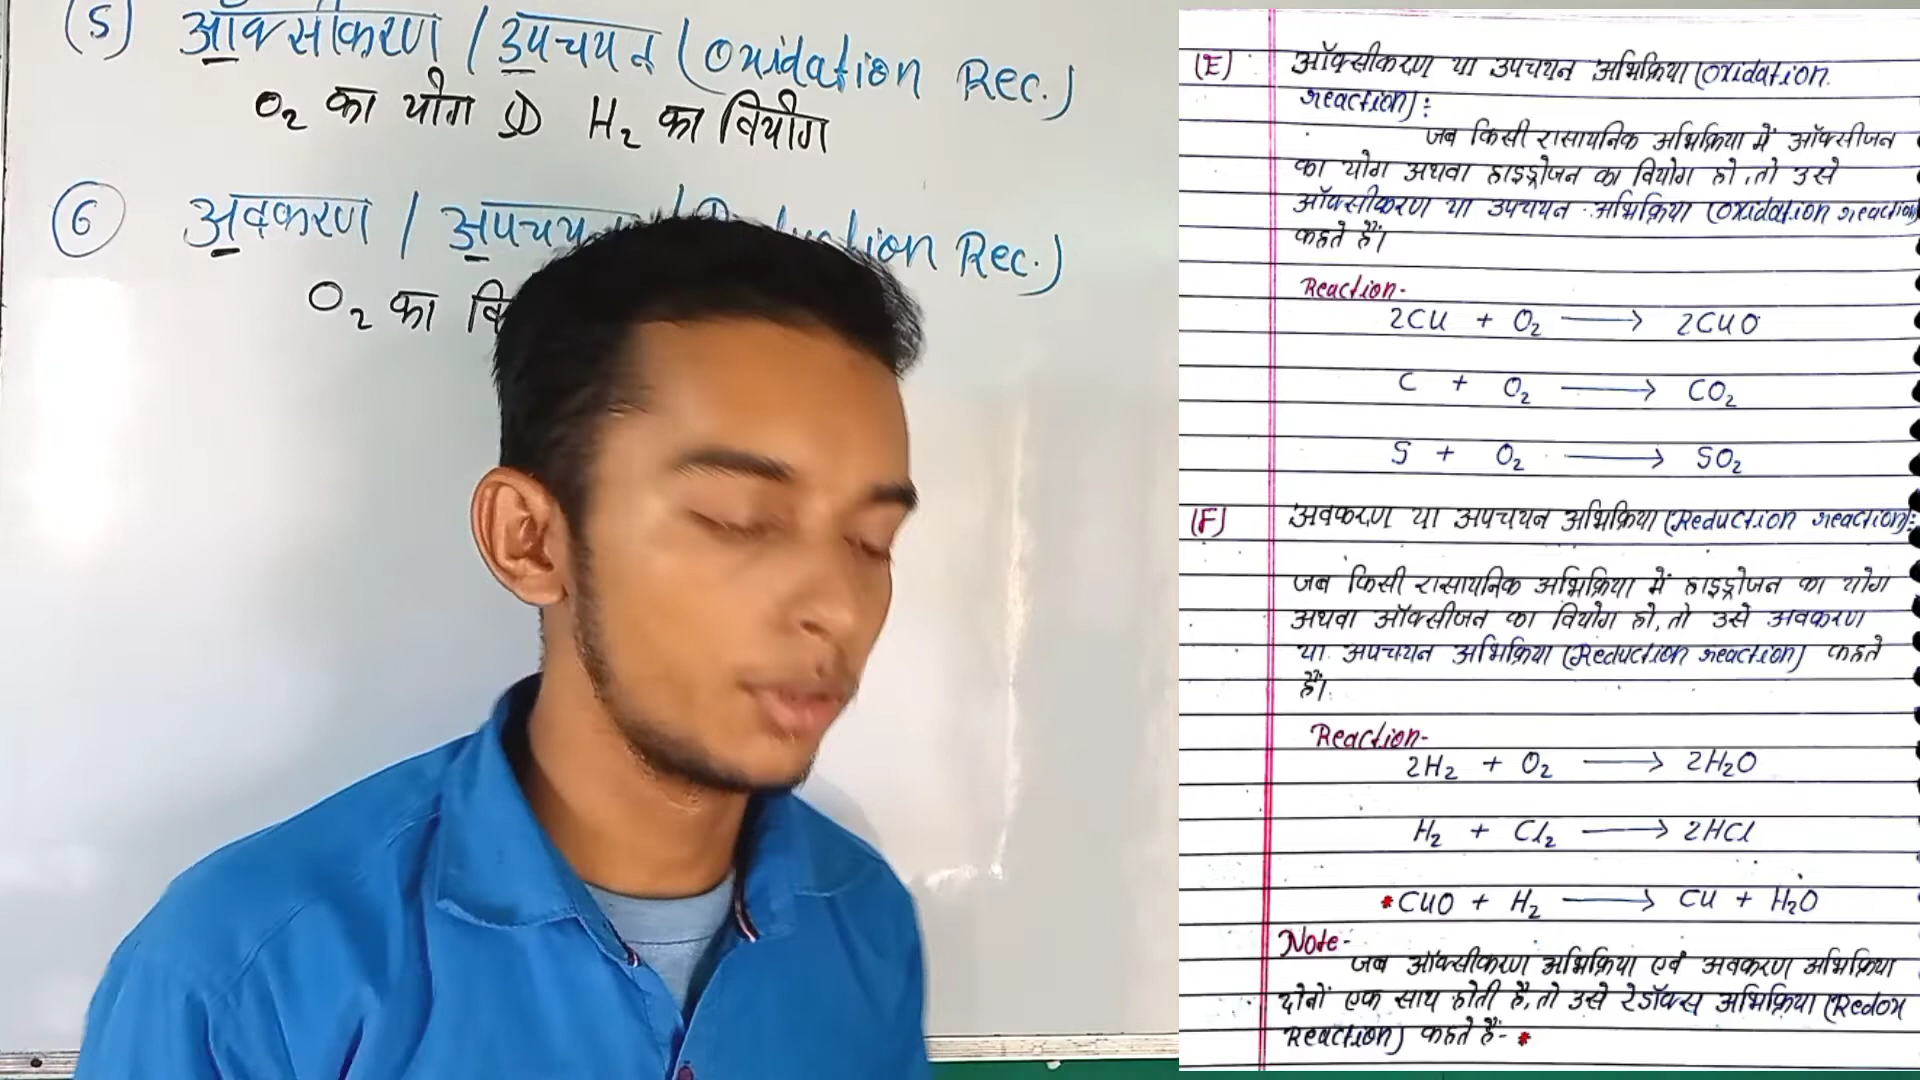 (5) ऑक्सीकरण / उपचयन (Oxidation Rec.)
O₂ का योग H₂ का वियोग
6 अवकरण / अपचय ion Rec.)
O₂ का वि
(E) ऑक्सीकरण या उपचयन अभिक्रिया (oxidation
reaction) :
जब किसी रासायनिक अभिक्रिया में ऑक्सीजन
का योग अथवा हाइड्रोजन का वियोग हो, तो उसे
ऑक्सीकरण या उपचयन अभिक्रिया (oxidation reaction)
कहते हैं।
Reaction-
2Cu + O₂ ⟶ 2CuO
C + O₂ ⟶ CO₂
S + O₂ ⟶ SO₂
(F) अवकरण या अपचयन अभिक्रिया (Reduction reaction):
जब किसी रासायनिक अभिक्रिया में हाइड्रोजन का योग
अथवा ऑक्सीजन का वियोग हो, तो उसे अवकरण
या अपचयन अभिक्रिया (Reduction reaction) कहते
हैं।
Reaction-
2H₂ + O₂ ⟶ 2H₂O
H₂ + Cl₂ ⟶ 2HCl
*CuO + H₂ ⟶ Cu + H₂O
Note-
जब ऑक्सीकरण अभिक्रिया एवं अवकरण अभिक्रिया
दोनों एक साथ होती है, तो उसे रेडॉक्स अभिक्रिया (Redox
Reaction) कहते हैं- *